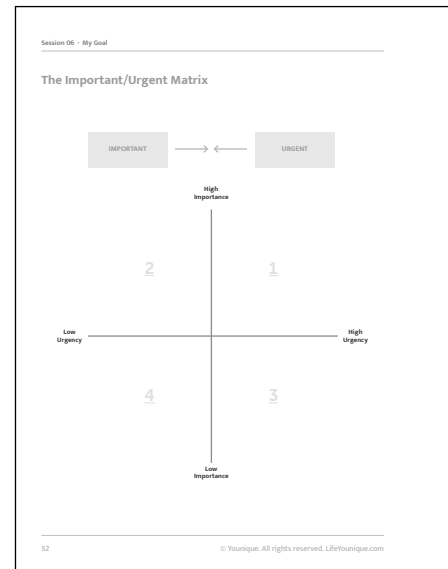 Session 06 - My Goal
The Important/Urgent Matrix
IMPORTANT
URGENT
High
Importance
2
1
Low
Urgency
High
Urgency
4
3
Low
Importance
52
© Younique. All rights reserved. LifeYounique.com